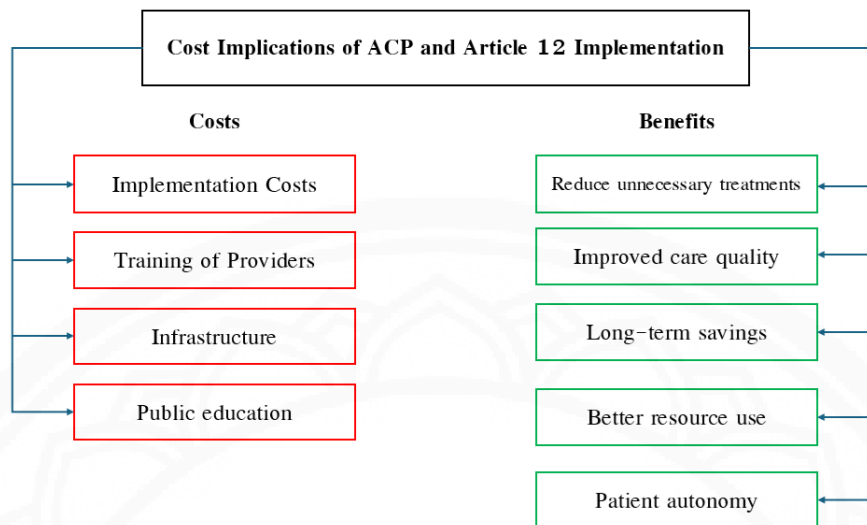 Cost Implications of ACP and Article 12 Implementation
Costs
Implementation Costs
Training of Providers
Infrastructure
Public education
Benefits
Reduce unnecessary treatments
Improved care quality
Long-term savings
Better resource use
Patient autonomy